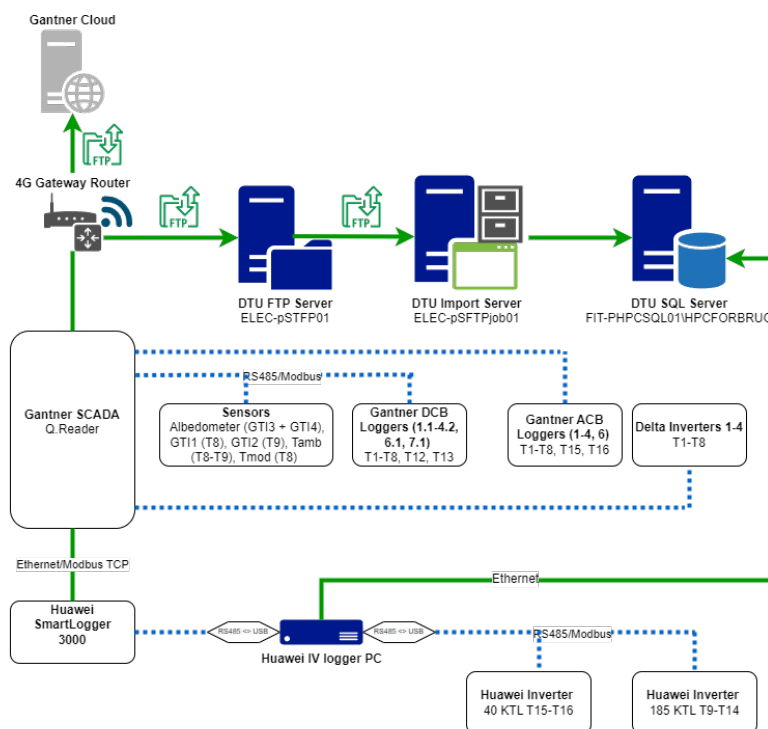 Gantner Cloud
FTP
4G Gateway Router
FTP
FTP
DTU FTP Server
ELEC-pSTFP01
DTU Import Server
ELEC-pSFTPjob01
DTU SQL Server
FIT-PHPCSQL01\HPCFORBRUG
Gantner SCADA
Q.Reader
RS485/Modbus
Sensors
Albedometer (GTI3 + GTI4),
GTI1 (T8), GTI2 (T9), Tamb
(T8-T9), Tmod (T8)
Gantner DCB
Loggers (1.1-4.2,
6.1, 7.1)
T1-T8, T12, T13
Gantner ACB
Loggers (1-4, 6)
T1-T8, T15, T16
Delta Inverters 1-4
T1-T8
Ethernet/Modbus TCP
Ethernet
Huawei
SmartLogger
3000
RS485 <> USB
RS485 <> USB
Huawei IV logger PC
RS485/Modbus
Huawei Inverter
40 KTL T15-T16
Huawei Inverter
185 KTL T9-T14